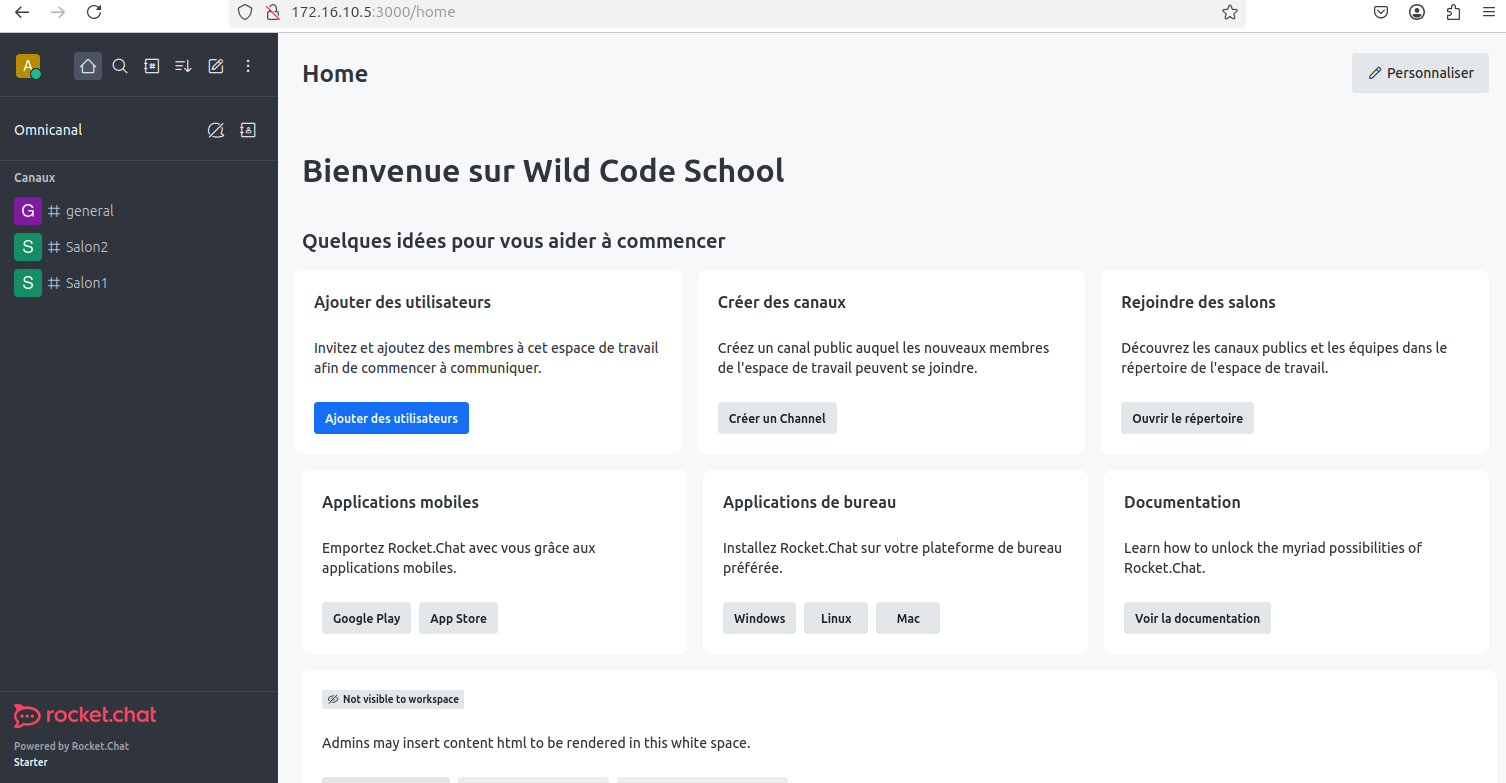 172.16.10.5:3000/home
A
Home
Personnaliser
Omnicanal
Bienvenue sur Wild Code School
Canaux
G general
S Salon2
S Salon1
Quelques idées pour vous aider à commencer
Ajouter des utilisateurs
Invitez et ajoutez des membres à cet espace de travail
afin de commencer à communiquer.
Ajouter des utilisateurs
Créer des canaux
Créez un canal public auquel les nouveaux membres
de l'espace de travail peuvent se joindre.
Créer un Channel
Rejoindre des salons
Découvrez les canaux publics et les équipes dans le
répertoire de l'espace de travail.
Ouvrir le répertoire
Applications mobiles
Emportez Rocket.Chat avec vous grâce aux
applications mobiles.
Google Play App Store
Applications de bureau
Installez Rocket.Chat sur votre plateforme de bureau
préférée.
Windows Linux Mac
Documentation
Learn how to unlock the myriad possibilities of
Rocket.Chat.
Voir la documentation
Not visible to workspace
Admins may insert content html to be rendered in this white space.
rocket.chat
Powered by Rocket.Chat
Starter